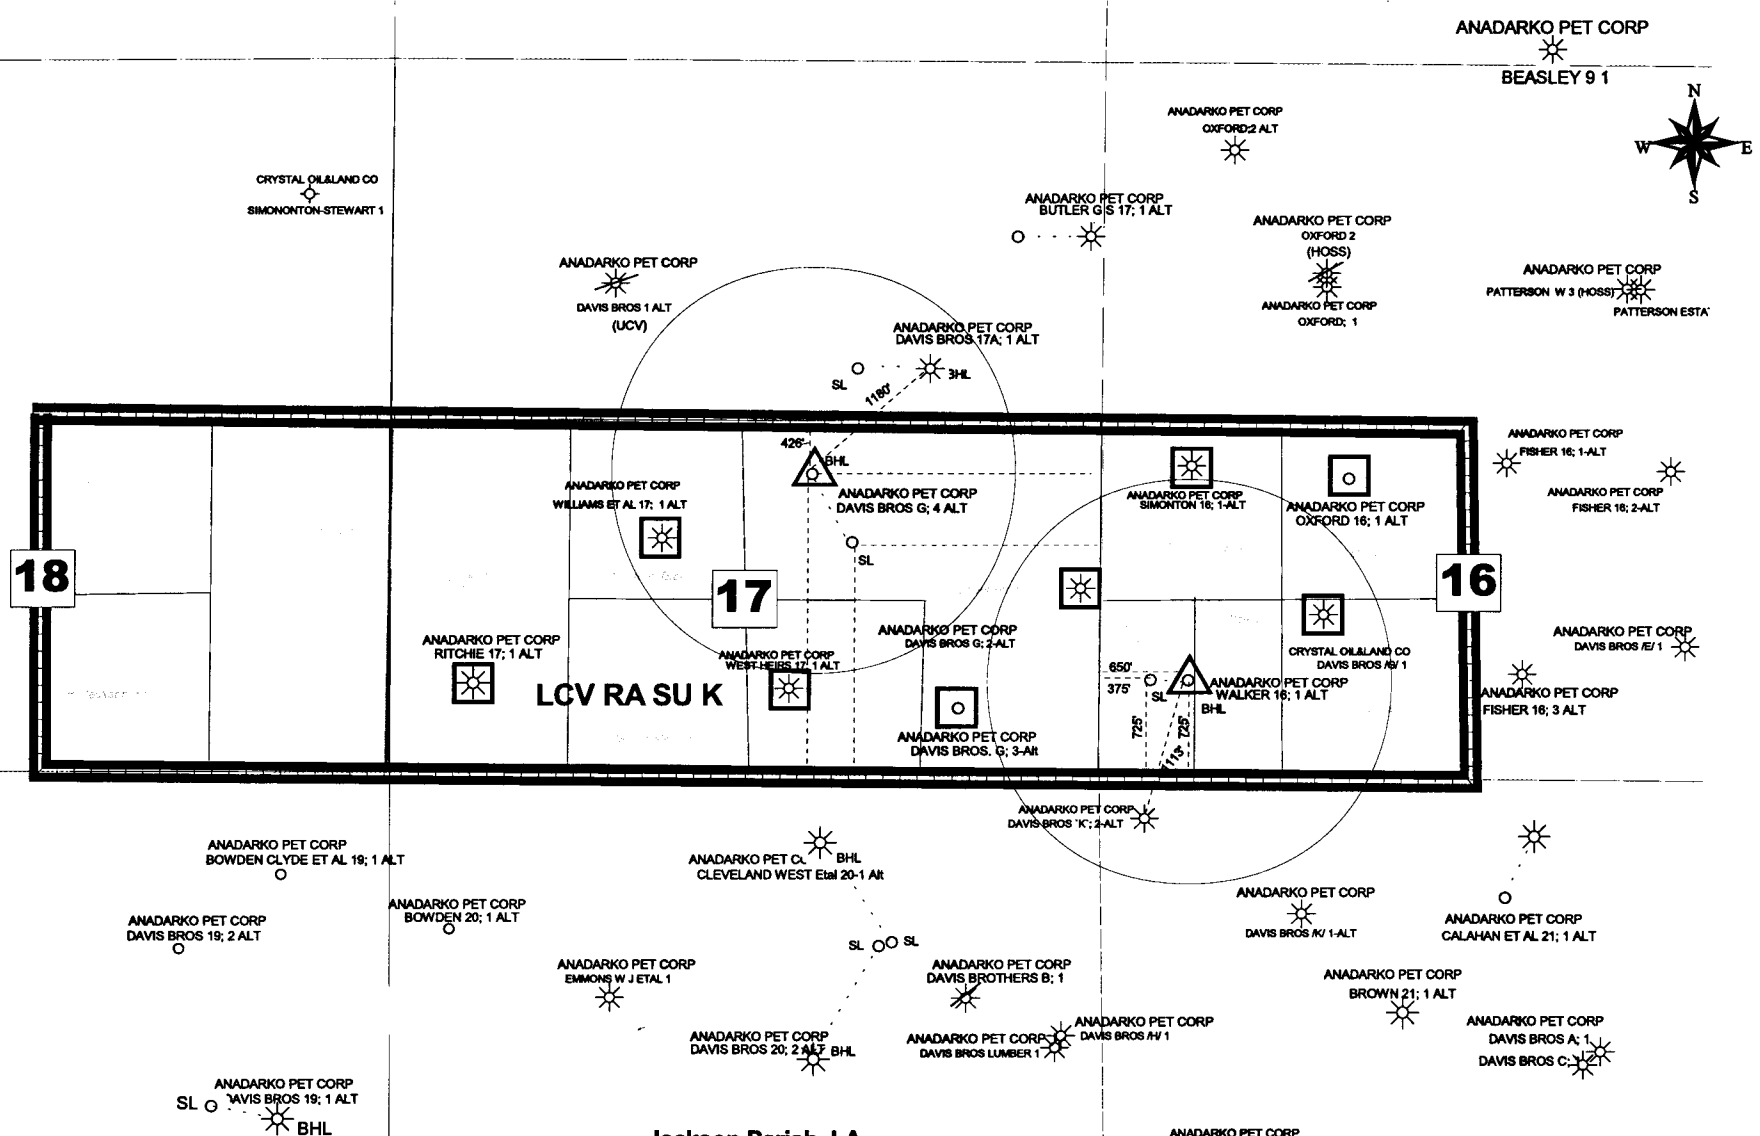 ANADARKO PET CORP
BEASLEY 9 1
N
W
E
S
ANADARKO PET CORP
OXFORD;2 ALT
CRYSTAL OIL&LAND CO
SIMONONTON-STEWART 1
ANADARKO PET CORP
BUTLER G S 17; 1 ALT
ANADARKO PET CORP
OXFORD 2
(HOSS)
ANADARKO PET CORP
OXFORD; 1
ANADARKO PET CORP
PATTERSON W 3 (HOSS)
PATTERSON ESTA
ANADARKO PET CORP
DAVIS BROS 1 ALT
(UCV)
ANADARKO PET CORP
DAVIS BROS 17A; 1 ALT
SL
BHL
1180'
426'
BHL
ANADARKO PET CORP
DAVIS BROS G; 4 ALT
SL
ANADARKO PET CORP
WILLIAMS ET AL 17; 1 ALT
ANADARKO PET CORP
SIMONTON 16; 1-ALT
ANADARKO PET CORP
OXFORD 16; 1 ALT
ANADARKO PET CORP
FISHER 16; 1-ALT
ANADARKO PET CORP
FISHER 16; 2-ALT
18
17
16
ANADARKO PET CORP
RITCHIE 17; 1 ALT
ANADARKO PET CORP
WEST HEIRS 17; 1 ALT
ANADARKO PET CORP
DAVIS BROS G; 2-ALT
CRYSTAL OIL&LAND CO
DAVIS BROS /G/ 1
ANADARKO PET CORP
DAVIS BROS /E/ 1
LCV RA SU K
650'
375'
SL
ANADARKO PET CORP
WALKER 16; 1 ALT
BHL
725'
725'
1113'
ANADARKO PET CORP
FISHER 16; 3 ALT
ANADARKO PET CORP
DAVIS BROS. G; 3-Alt
ANADARKO PET CORP
DAVIS BROS `K`; 2-ALT
ANADARKO PET CORP
BOWDEN CLYDE ET AL 19; 1 ALT
ANADARKO PET C
BHL
CLEVELAND WEST Etal 20-1 Alt
ANADARKO PET CORP
DAVIS BROS /K/ 1-ALT
ANADARKO PET CORP
CALAHAN ET AL 21; 1 ALT
ANADARKO PET CORP
DAVIS BROS 19; 2 ALT
ANADARKO PET CORP
BOWDEN 20; 1 ALT
SL
SL
ANADARKO PET CORP
EMMONS W J ETAL 1
ANADARKO PET CORP
DAVIS BROTHERS B; 1
ANADARKO PET CORP
BROWN 21; 1 ALT
ANADARKO PET CORP
DAVIS BROS 20; 2 ALT
BHL
ANADARKO PET CORP
DAVIS BROS LUMBER 1
ANADARKO PET CORP
DAVIS BROS /H/ 1
ANADARKO PET CORP
DAVIS BROS A; 1
DAVIS BROS C; 1
ANADARKO PET CORP
DAVIS BROS 19; 1 ALT
SL
BHL
Jackson Parish, LA
ANADARKO PET CORP